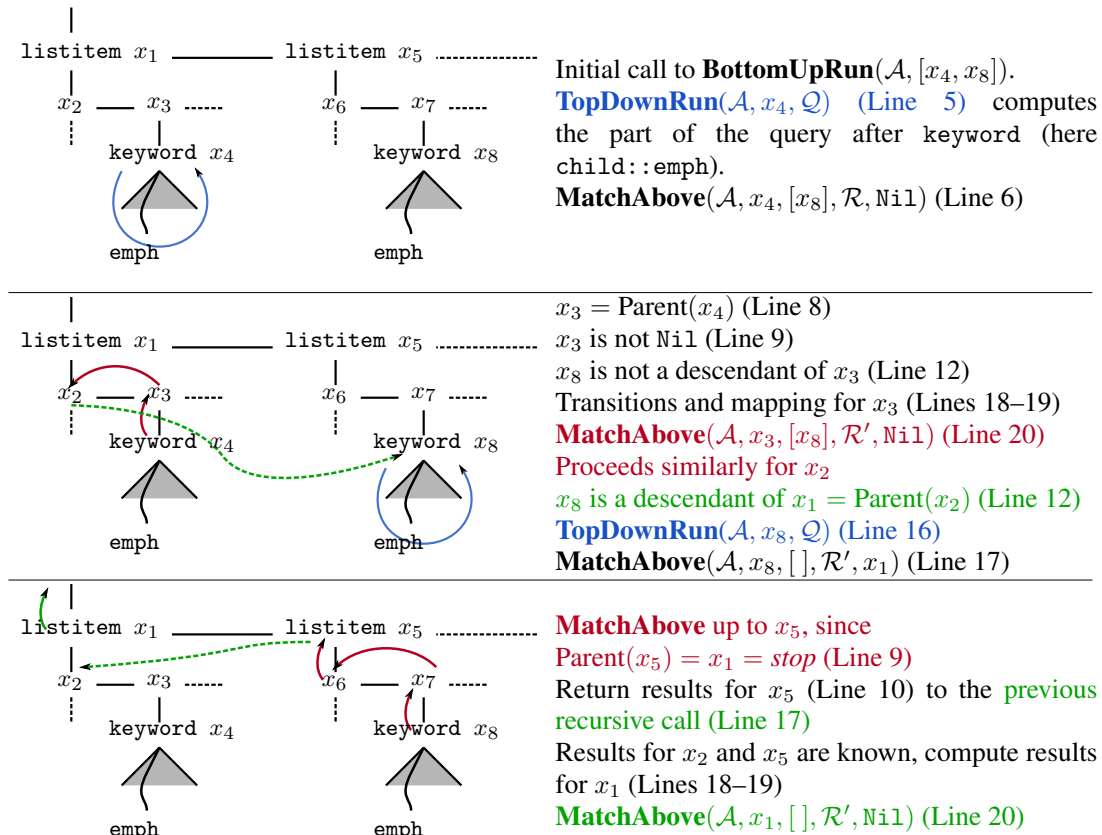 listitem x₁ listitem x₅
x₂ x₃ x₆ x₇
keyword x₄ keyword x₈
emph
Initial call to BottomUpRun(𝒜, [x₄, x₈]).
TopDownRun(𝒜, x₄, 𝒬) (Line 5) computes
the part of the query after keyword (here
child::emph).
MatchAbove(𝒜, x₄, [x₈], ℛ, Nil) (Line 6)
listitem x₁ listitem x₅
x₂ x₃ x₆ x₇
keyword x₄ keyword x₈
emph emph
x₃ = Parent(x₄) (Line 8)
x₃ is not Nil (Line 9)
x₈ is not a descendant of x₃ (Line 12)
Transitions and mapping for x₃ (Lines 18–19)
MatchAbove(𝒜, x₃, [x₈], ℛ′, Nil) (Line 20)
Proceeds similarly for x₂
x₈ is a descendant of x₁ = Parent(x₂) (Line 12)
TopDownRun(𝒜, x₈, 𝒬) (Line 16)
MatchAbove(𝒜, x₈, [ ], ℛ′, x₁) (Line 17)
listitem x₁ listitem x₅
x₂ x₃ x₆ x₇
keyword x₄ keyword x₈
emph emph
MatchAbove up to x₅, since
Parent(x₅) = x₁ = stop (Line 9)
Return results for x₅ (Line 10) to the previous
recursive call (Line 17)
Results for x₂ and x₅ are known, compute results
for x₁ (Lines 18–19)
MatchAbove(𝒜, x₁, [ ], ℛ′, Nil) (Line 20)